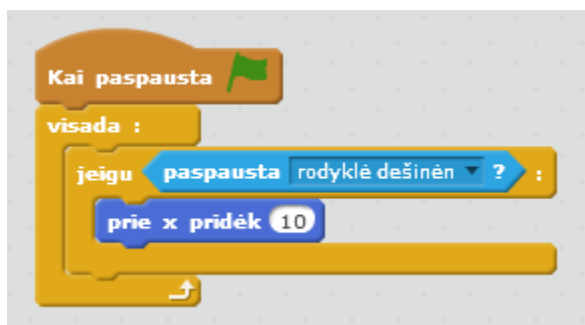 Kai paspausta
visada :
jeigu paspausta rodyklė dešinėn ? :
prie x pridėk 10